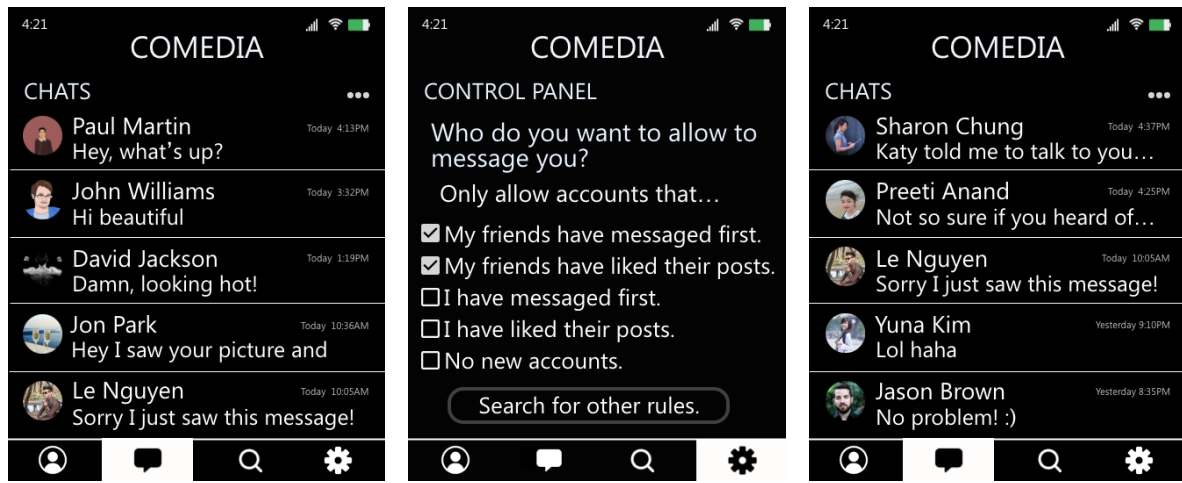 4:21
COMEDIA
CHATS
Paul Martin
Today 4:13PM
Hey, what's up?
John Williams
Today 3:32PM
Hi beautiful
David Jackson
Today 1:19PM
Damn, looking hot!
Jon Park
Today 10:36AM
Hey I saw your picture and
Le Nguyen
Today 10:05AM
Sorry I just saw this message!
4:21
COMEDIA
CONTROL PANEL
Who do you want to allow to
message you?
Only allow accounts that...
My friends have messaged first.
My friends have liked their posts.
I have messaged first.
I have liked their posts.
No new accounts.
Search for other rules.
4:21
COMEDIA
CHATS
Sharon Chung
Today 4:37PM
Katy told me to talk to you...
Preeti Anand
Today 4:25PM
Not so sure if you heard of...
Le Nguyen
Today 10:05AM
Sorry I just saw this message!
Yuna Kim
Yesterday 9:10PM
Lol haha
Jason Brown
Yesterday 8:35PM
No problem! :)